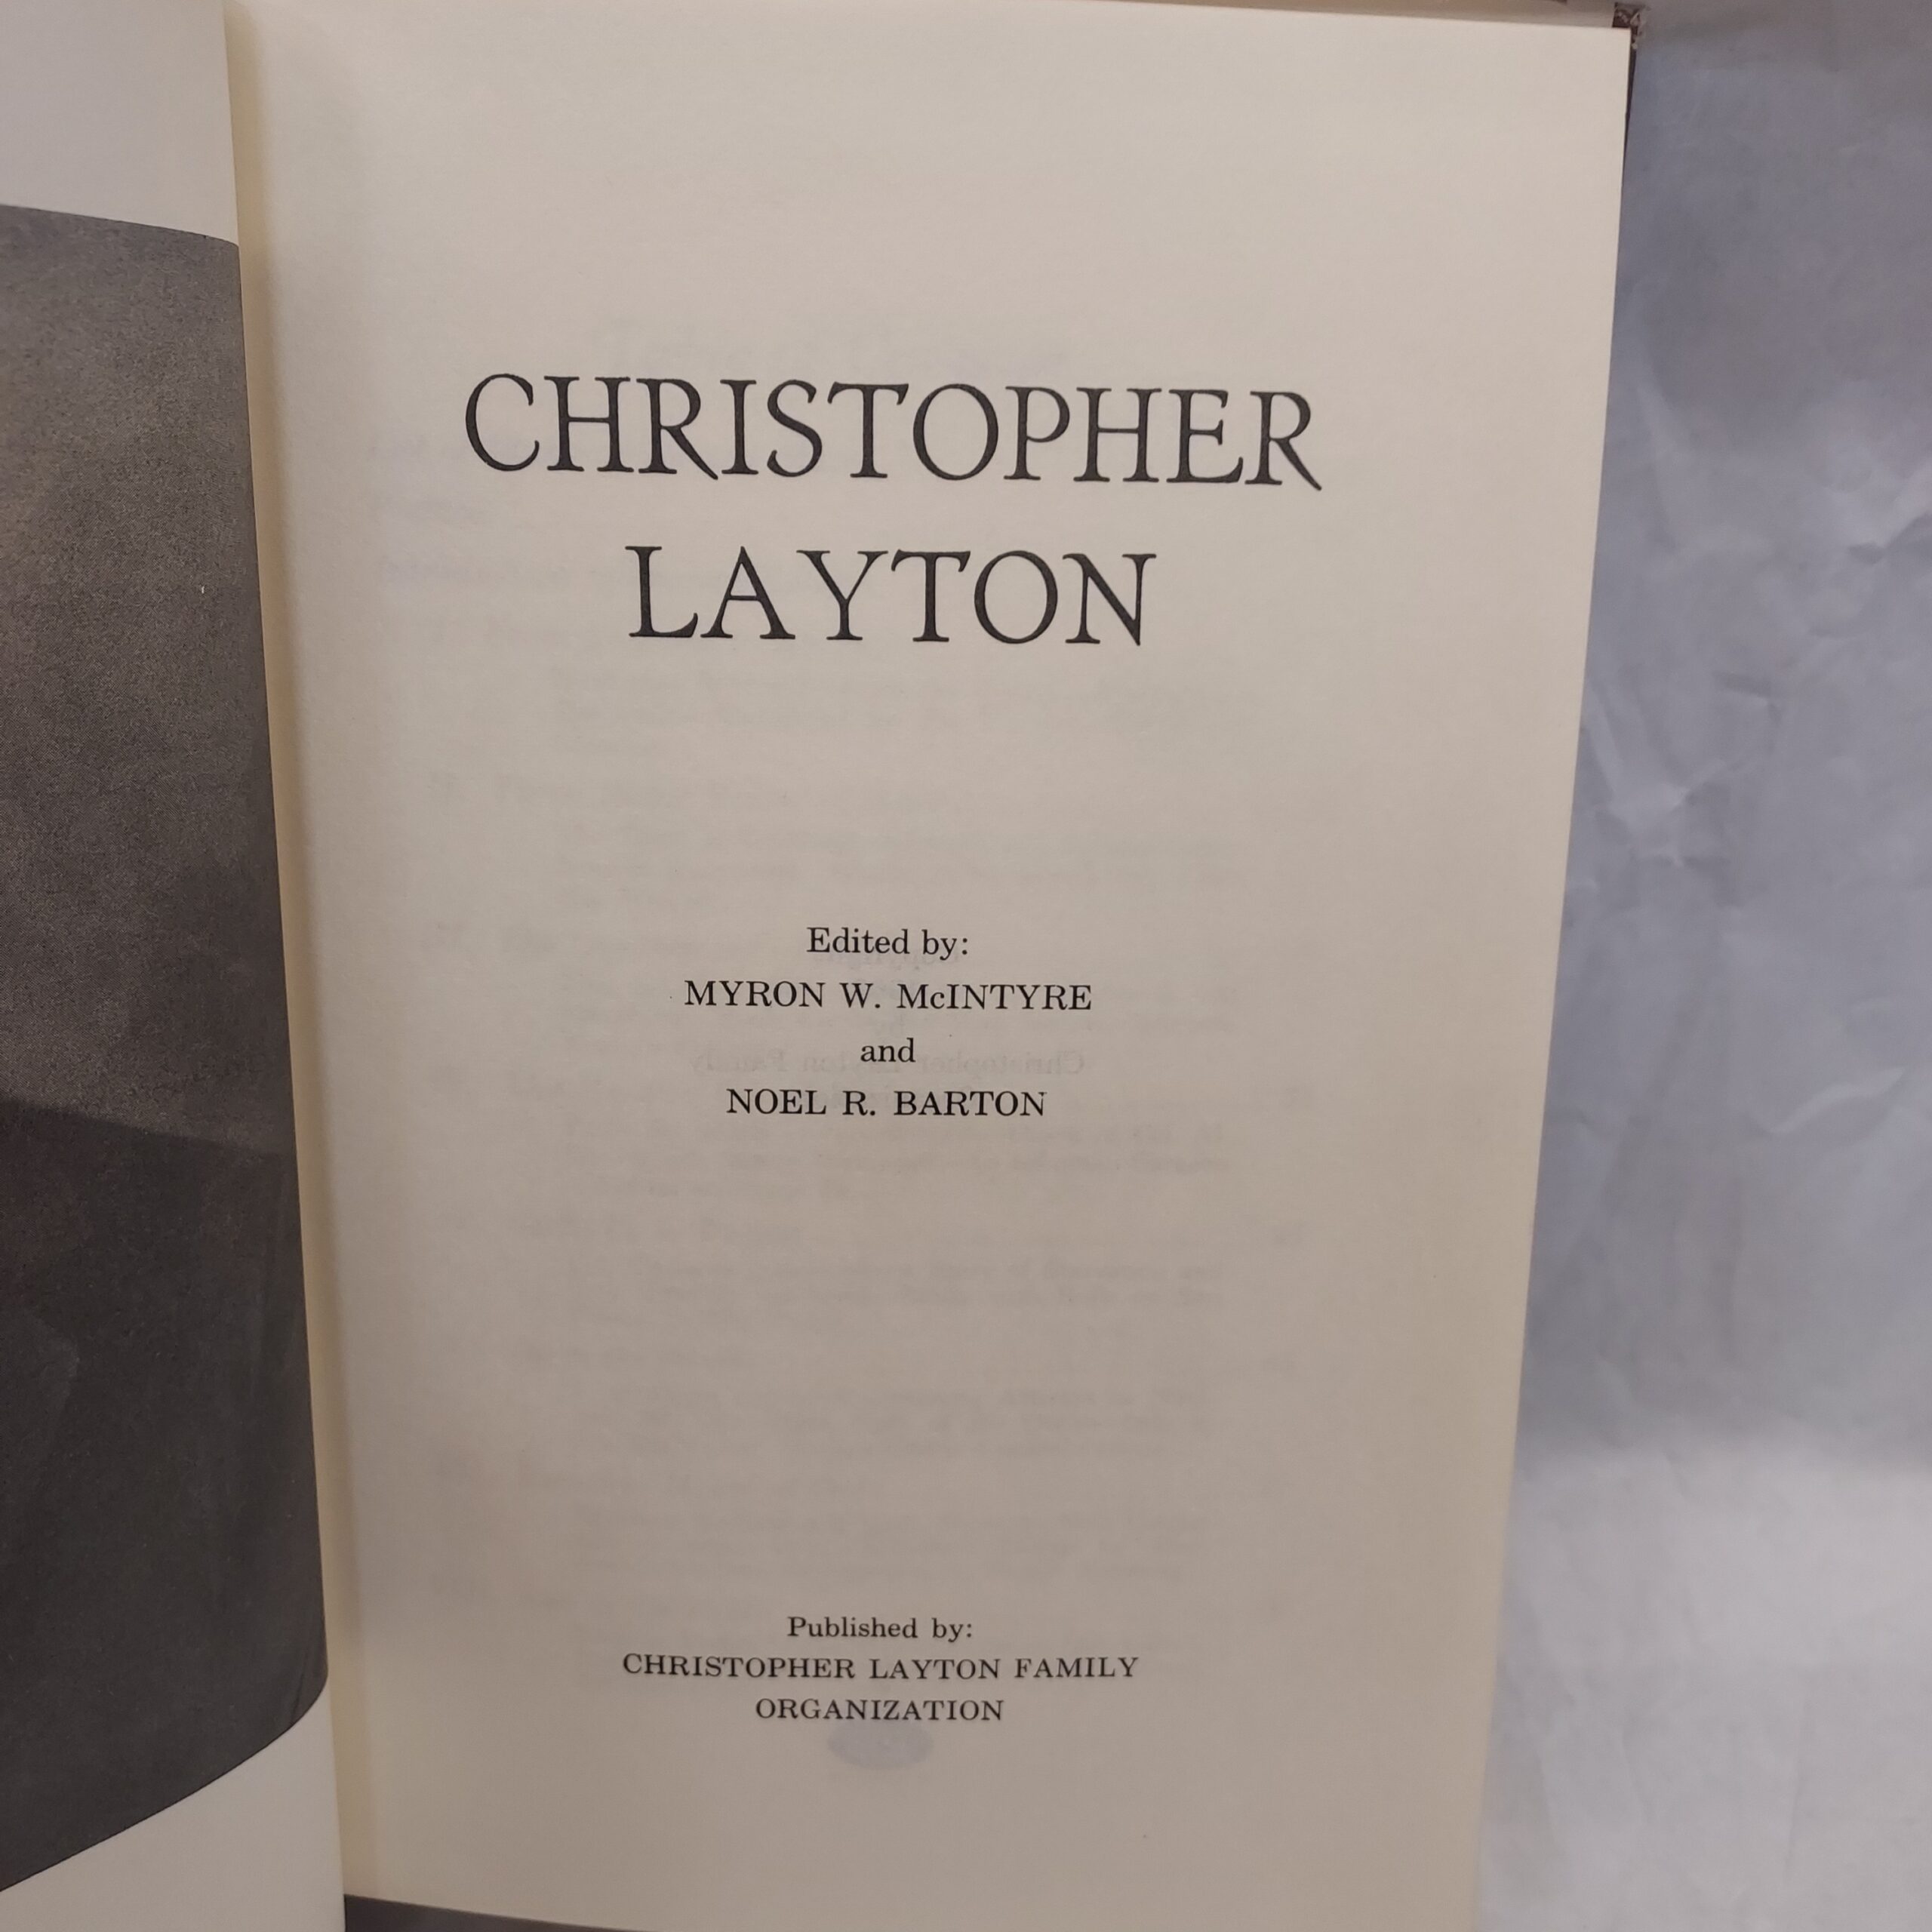 CHRISTOPHER
LAYTON
Edited by:
MYRON W. McINTYRE
and
NOEL R. BARTON
Published by:
CHRISTOPHER LAYTON FAMILY
ORGANIZATION